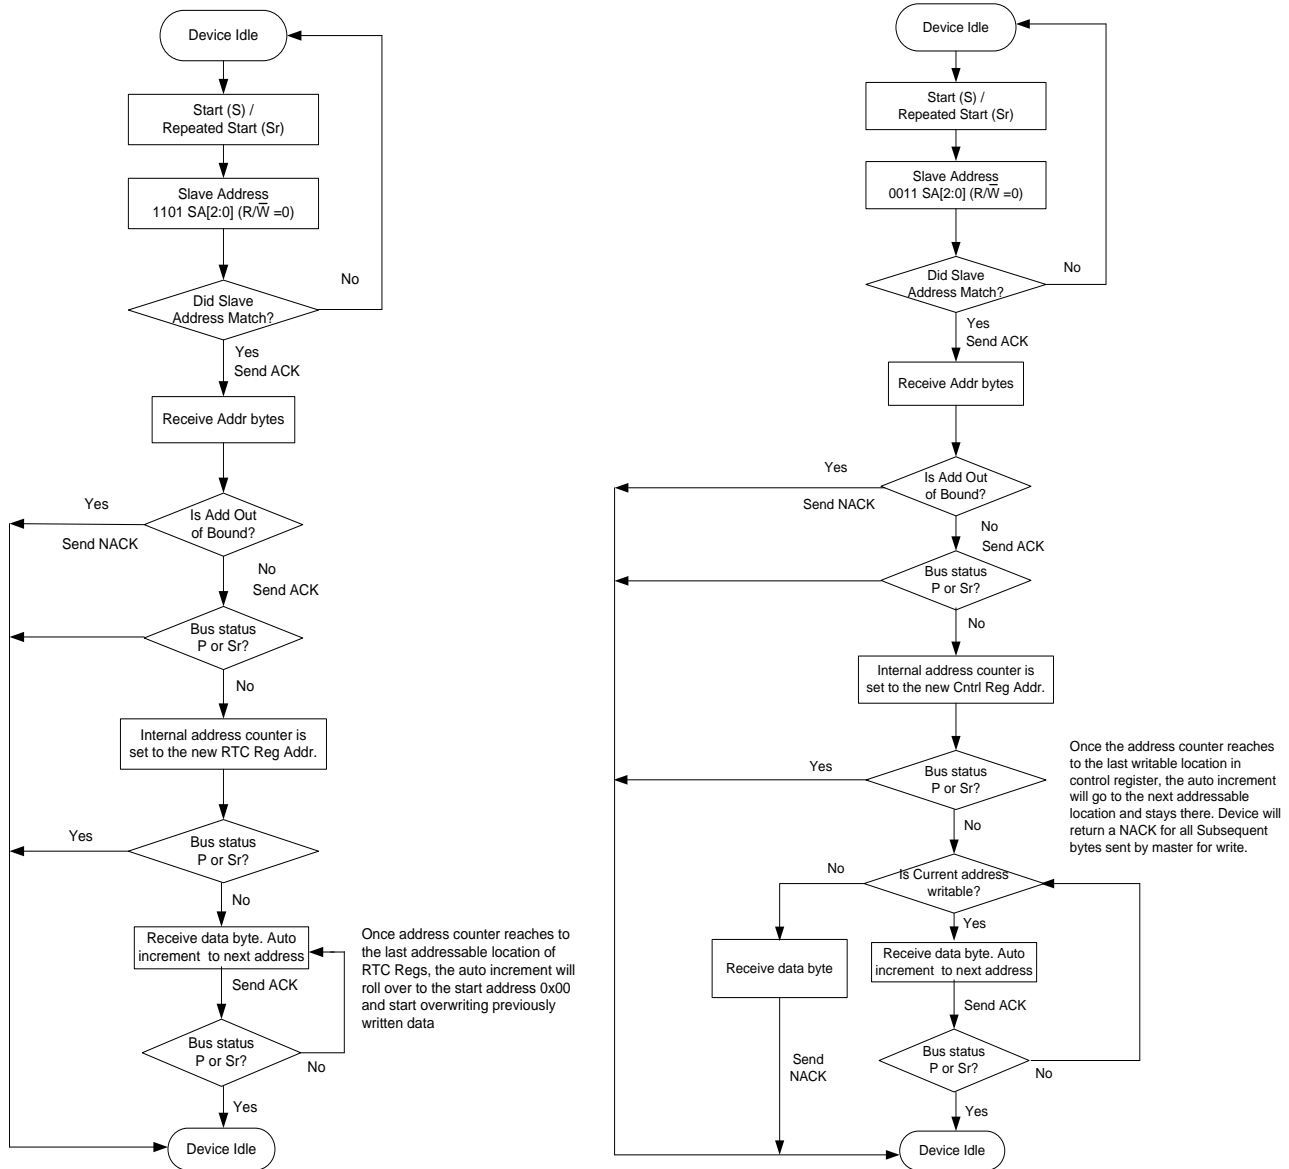 Device Idle
Start (S) /
Repeated Start (Sr)
Slave Address
1101 SA[2:0] (R/W̅ =0)
No
Did Slave
Address Match?
Yes
Send ACK
Receive Addr bytes
Yes
Is Add Out
of Bound?
Send NACK
No
Send ACK
Bus status
P or Sr?
No
Internal address counter is
set to the new RTC Reg Addr.
Yes
Bus status
P or Sr?
No
Receive data byte. Auto
increment to next address
Send ACK
Bus status
P or Sr?
No
Yes
Device Idle
Once address counter reaches to
the last addressable location of
RTC Regs, the auto increment will
roll over to the start address 0x00
and start overwriting previously
written data
Device Idle
Start (S) /
Repeated Start (Sr)
Slave Address
0011 SA[2:0] (R/W̅ =0)
No
Did Slave
Address Match?
Yes
Send ACK
Receive Addr bytes
Yes
Is Add Out
of Bound?
Send NACK
No
Send ACK
Bus status
P or Sr?
No
Internal address counter is
set to the new Cntrl Reg Addr.
Yes
Bus status
P or Sr?
No
No
Is Current address
writable?
Yes
Receive data byte
Receive data byte. Auto
increment to next address
Send ACK
Send
NACK
Bus status
P or Sr?
No
Yes
Device Idle
Once the address counter reaches
to the last writable location in
control register, the auto increment
will go to the next addressable
location and stays there. Device will
return a NACK for all Subsequent
bytes sent by master for write.